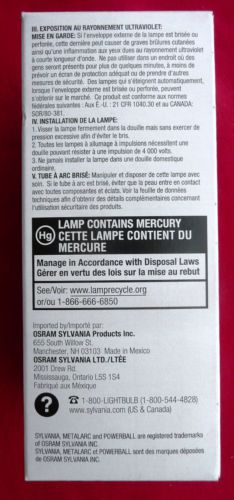 III. EXPOSITION AU RAYONNEMENT ULTRAVIOLET:
MISE EN GARDE: Si l'enveloppe externe de la lampe est brisée ou
perforée, cette dernière peut causer de graves brûlures cutanées
ainsi qu'une inflammation aux yeux dues au rayonnement ultraviolet
à courte longueur d'onde. Ne pas utiliser dans un endroit où des
gens seront présents pour plus de quelques minutes, à moins de
prévoir un écran de protection adéquat ou de prendre d'autres
mesures de sécurité. Des lampes qui s'éteignent automatiquement,
lorsque l'enveloppe externe est brisée ou perforée, peuvent
s'obtenir sur le marché. Ce produit est conforme aux normes
fédérales suivantes : Aux É.-U. : 21 CFR 1040.30 et au CANADA:
SOR/80-381.
IV. INSTALLATION DE LA LAMPE:
1. Visser la lampe fermement dans la douille mais sans exercer de
pression excessive afin d'éviter le bris.
2. Toutes les lampes à allumage à impulsions nécessitent une
douille pouvant résister à une impulsion de 4 000 volts.
3. Ne jamais installer la lampe dans une douille domestique
ordinaire.
V. TUBE À ARC BRISÉ: Manipuler et disposer de cette lampe avec
soin. Si le tube à arc est brisé, éviter que la peau entre en contact
avec toutes composantes et éclats. Voir la feuille de données
techniques afin d'obtenir des détails complémentaires concernant
l'utilisation sécuritaire des produits.
Hg
LAMP CONTAINS MERCURY
CETTE LAMPE CONTIENT DU
MERCURE
Manage in Accordance with Disposal Laws
Gérer en vertu des lois sur la mise au rebut
See/Voir: www.lamprecycle.org
or/ou 1-866-666-6850
Imported by/Importé par:
OSRAM SYLVANIA Products Inc.
655 South Willow St.
Manchester, NH 03103 Made in Mexico
OSRAM SYLVANIA LTD./LTÉE
2001 Drew Rd.
Mississauga, Ontario L5S 1S4
Fabriqué aux México
?
☎ 1-800-LIGHTBULB (1-800-544-4828)
www.sylvania.com (US & Canada)
SYLVANIA, METALARC and POWERBALL are registered trademarks
of OSRAM SYLVANIA INC.
SYLVANIA, METALARC et POWERBALL sont des marques déposées
de OSRAM SYLVANIA INC.